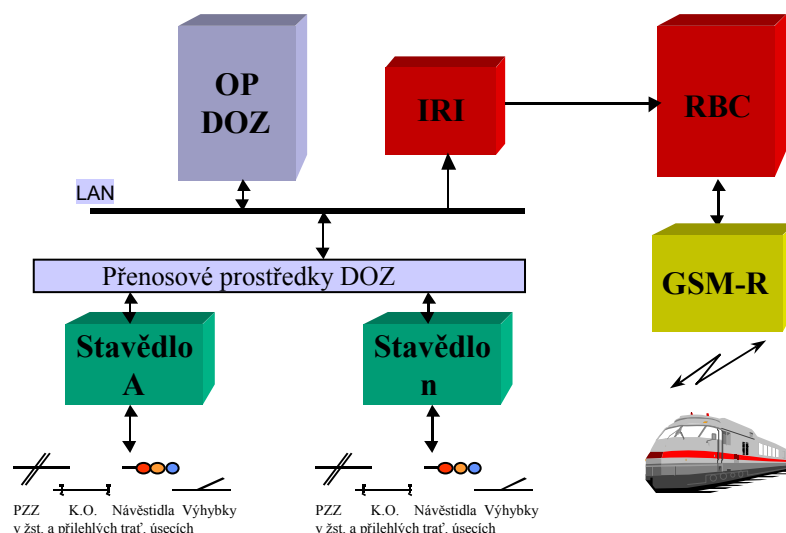 OP
DOZ
IRI
RBC
LAN
Přenosové prostředky DOZ
GSM-R
Stavědlo
A
Stavědlo
n
PZZ K.O. Návěstidla Výhybky
v žst. a přilehlých trať. úsecích
PZZ K.O. Návěstidla Výhybky
v žst. a přilehlých trať. úsecích